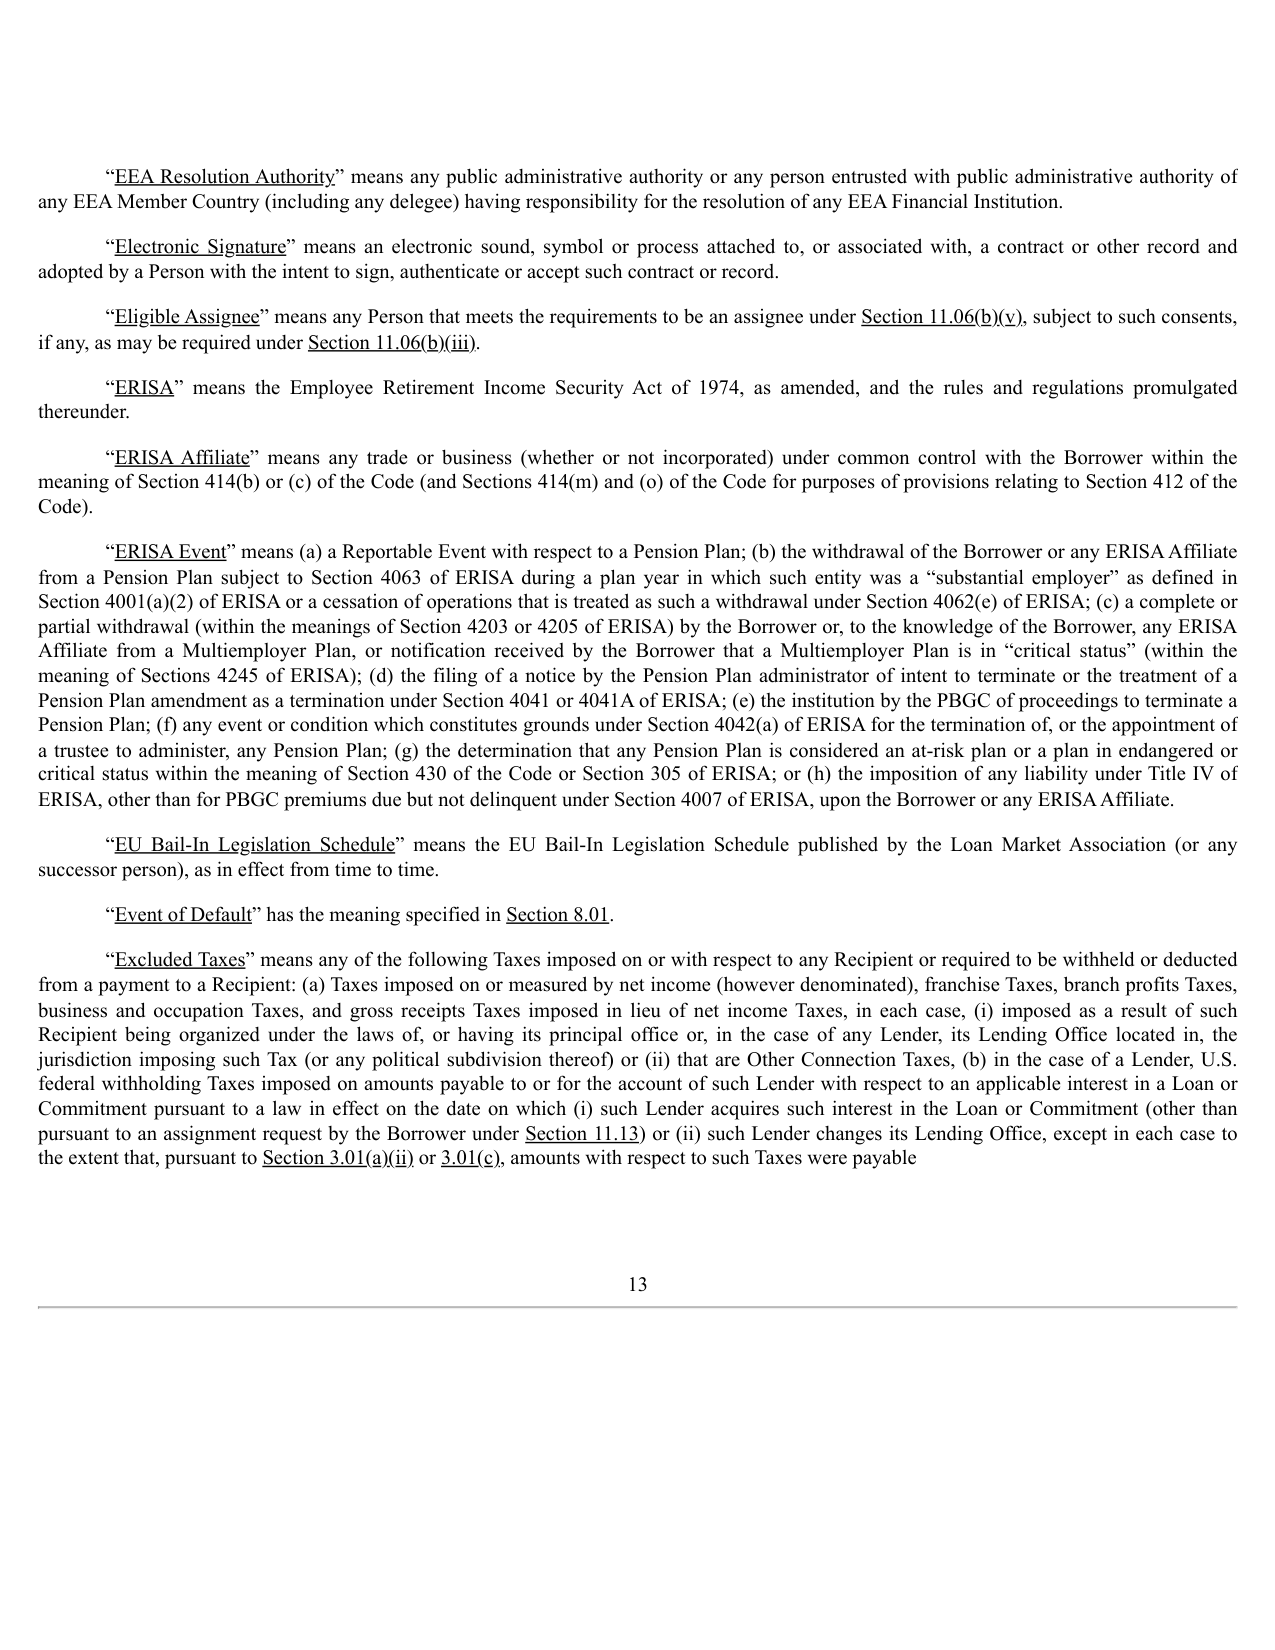 “EEA Resolution Authority” means any public administrative authority or any person entrusted with public administrative authority of
any EEA Member Country (including any delegee) having responsibility for the resolution of any EEA Financial Institution.
“Electronic Signature” means an electronic sound, symbol or process attached to, or associated with, a contract or other record and
adopted by a Person with the intent to sign, authenticate or accept such contract or record.
“Eligible Assignee” means any Person that meets the requirements to be an assignee under Section 11.06(b)(v), subject to such consents,
if any, as may be required under Section 11.06(b)(iii).
“ERISA” means the Employee Retirement Income Security Act of 1974, as amended, and the rules and regulations promulgated
thereunder.
“ERISA Affiliate” means any trade or business (whether or not incorporated) under common control with the Borrower within the
meaning of Section 414(b) or (c) of the Code (and Sections 414(m) and (o) of the Code for purposes of provisions relating to Section 412 of the
Code).
“ERISA Event” means (a) a Reportable Event with respect to a Pension Plan; (b) the withdrawal of the Borrower or any ERISA Affiliate
from a Pension Plan subject to Section 4063 of ERISA during a plan year in which such entity was a “substantial employer” as defined in
Section 4001(a)(2) of ERISA or a cessation of operations that is treated as such a withdrawal under Section 4062(e) of ERISA; (c) a complete or
partial withdrawal (within the meanings of Section 4203 or 4205 of ERISA) by the Borrower or, to the knowledge of the Borrower, any ERISA
Affiliate from a Multiemployer Plan, or notification received by the Borrower that a Multiemployer Plan is in “critical status” (within the
meaning of Sections 4245 of ERISA); (d) the filing of a notice by the Pension Plan administrator of intent to terminate or the treatment of a
Pension Plan amendment as a termination under Section 4041 or 4041A of ERISA; (e) the institution by the PBGC of proceedings to terminate a
Pension Plan; (f) any event or condition which constitutes grounds under Section 4042(a) of ERISA for the termination of, or the appointment of
a trustee to administer, any Pension Plan; (g) the determination that any Pension Plan is considered an at-risk plan or a plan in endangered or
critical status within the meaning of Section 430 of the Code or Section 305 of ERISA; or (h) the imposition of any liability under Title IV of
ERISA, other than for PBGC premiums due but not delinquent under Section 4007 of ERISA, upon the Borrower or any ERISA Affiliate.
“EU Bail-In Legislation Schedule” means the EU Bail-In Legislation Schedule published by the Loan Market Association (or any
successor person), as in effect from time to time.
“Event of Default” has the meaning specified in Section 8.01.
“Excluded Taxes” means any of the following Taxes imposed on or with respect to any Recipient or required to be withheld or deducted
from a payment to a Recipient: (a) Taxes imposed on or measured by net income (however denominated), franchise Taxes, branch profits Taxes,
business and occupation Taxes, and gross receipts Taxes imposed in lieu of net income Taxes, in each case, (i) imposed as a result of such
Recipient being organized under the laws of, or having its principal office or, in the case of any Lender, its Lending Office located in, the
jurisdiction imposing such Tax (or any political subdivision thereof) or (ii) that are Other Connection Taxes, (b) in the case of a Lender, U.S.
federal withholding Taxes imposed on amounts payable to or for the account of such Lender with respect to an applicable interest in a Loan or
Commitment pursuant to a law in effect on the date on which (i) such Lender acquires such interest in the Loan or Commitment (other than
pursuant to an assignment request by the Borrower under Section 11.13) or (ii) such Lender changes its Lending Office, except in each case to
the extent that, pursuant to Section 3.01(a)(ii) or 3.01(c), amounts with respect to such Taxes were payable
13